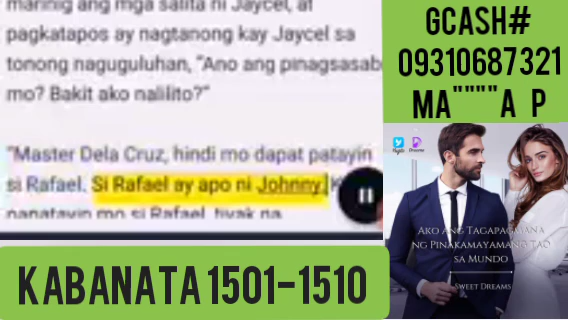 marinig ang mga salita ni Jaycel, at
pagkatapos ay nagtanong kay Jaycel sa
tonong naguguluhan, "Ano ang pinagsasab
mo? Bakit ako nalilito?"
"Master Dela Cruz, hindi mo dapat patayin
si Rafael. Si Rafael ay apo ni Johnny. K
papatayin mo si Rafael, tiyak na
KABANATA 1501-1510
GCASH#
09310687321
MA""""A P
AKO ANG TAGAPAGMANA
NG PINAKAMAYAMANG TAO
SA MUNDO
SWEET DREAMS